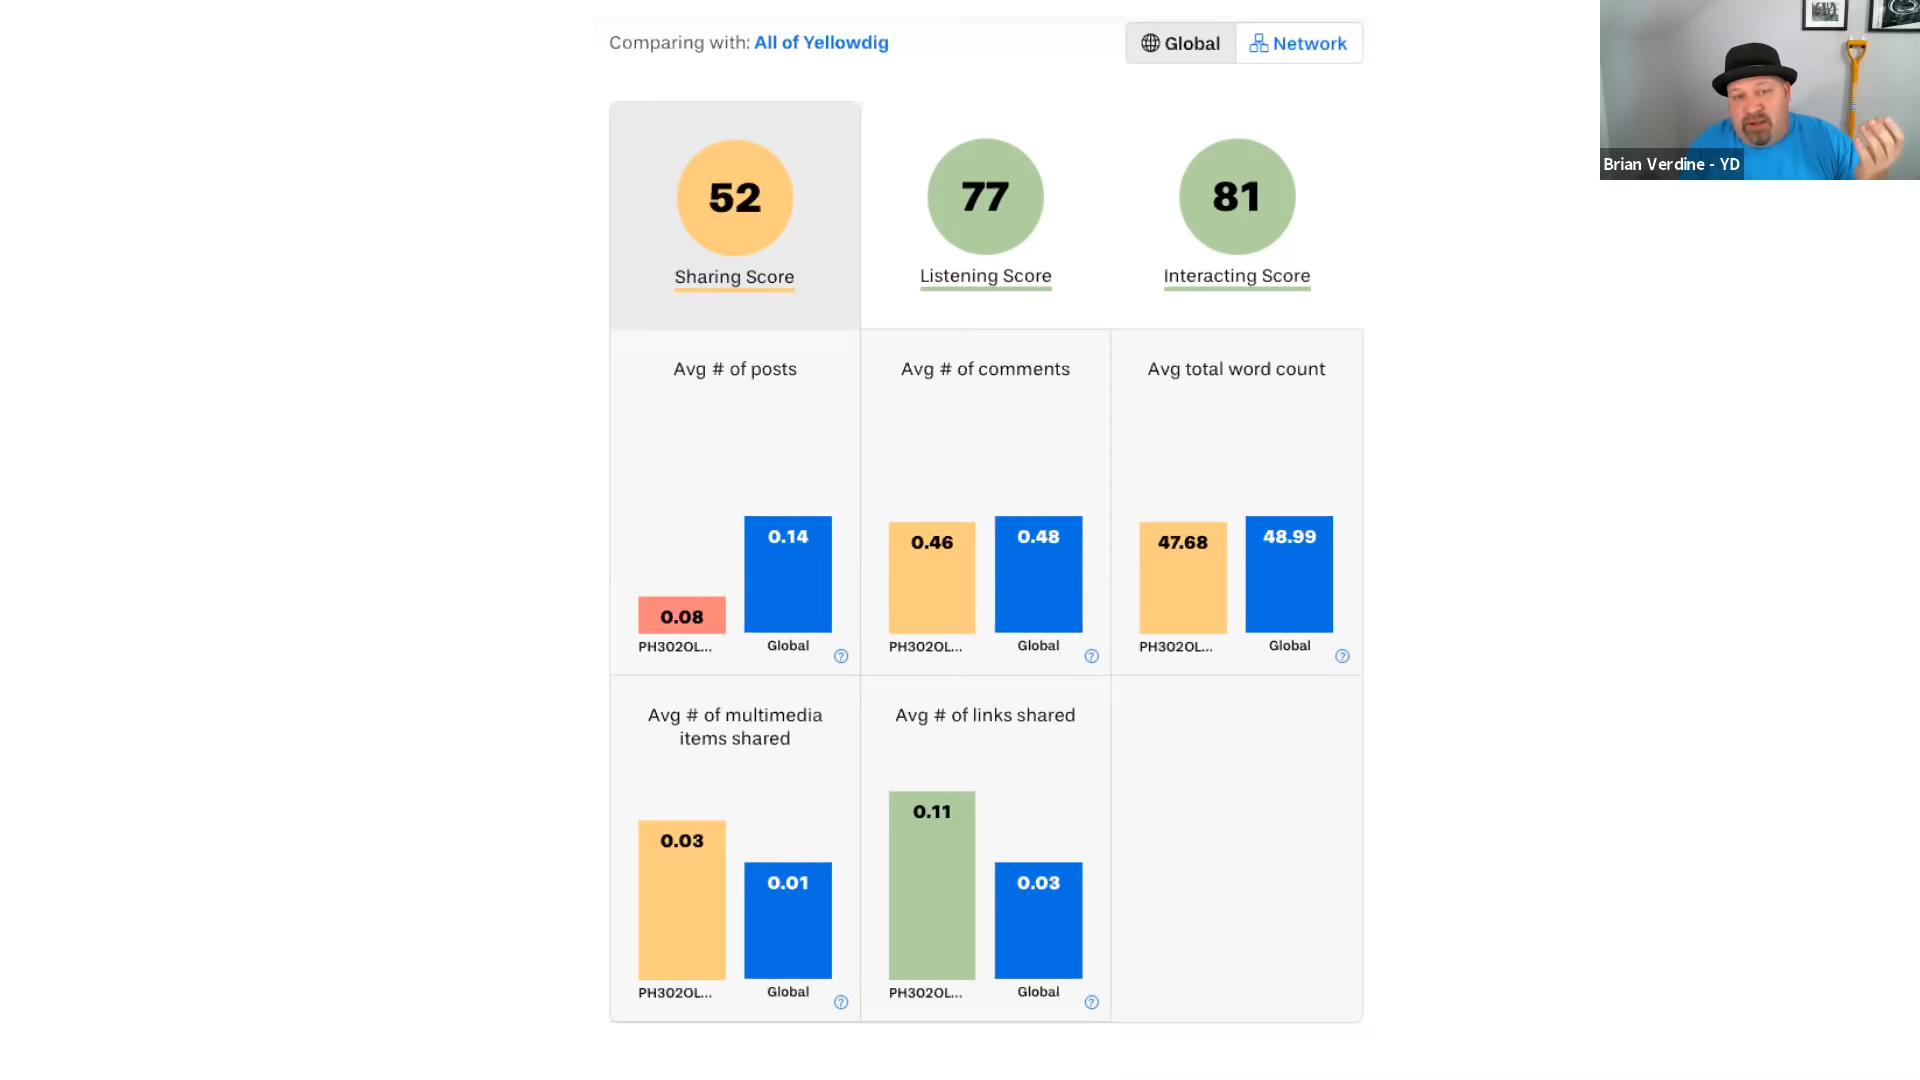 Comparing with: All of Yellowdig
Global
Network
Brian Verdine - YD
52
77
81
Sharing Score
Listening Score
Interacting Score
Avg # of posts
Avg # of comments
Avg total word count
0.08
0.14
0.46
0.48
47.68
48.99
PH302OL...
Global
?
PH302OL...
Global
?
PH302OL...
Global
?
Avg # of multimedia
items shared
Avg # of links shared
0.03
0.01
0.11
0.03
PH302OL...
Global
?
PH302OL...
Global
?